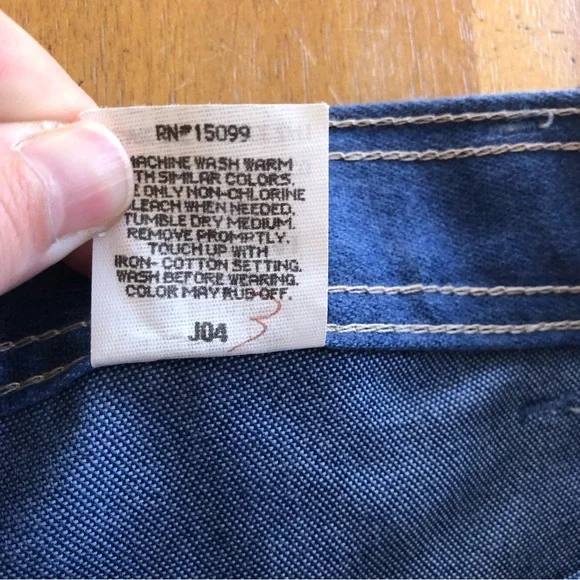 RN#15099
MACHINE WASH WARM
TH SIMILAR COLORS.
ONLY NON-CHLORINE
LEACH WHEN NEEDED.
TUMBLE DRY MEDIUM.
REMOVE PROMPTLY.
TOUCH UP WITH
IRON-COTTON SETTING.
WASH BEFORE WEARING.
COLOR MAY RUB OFF.
J04
3